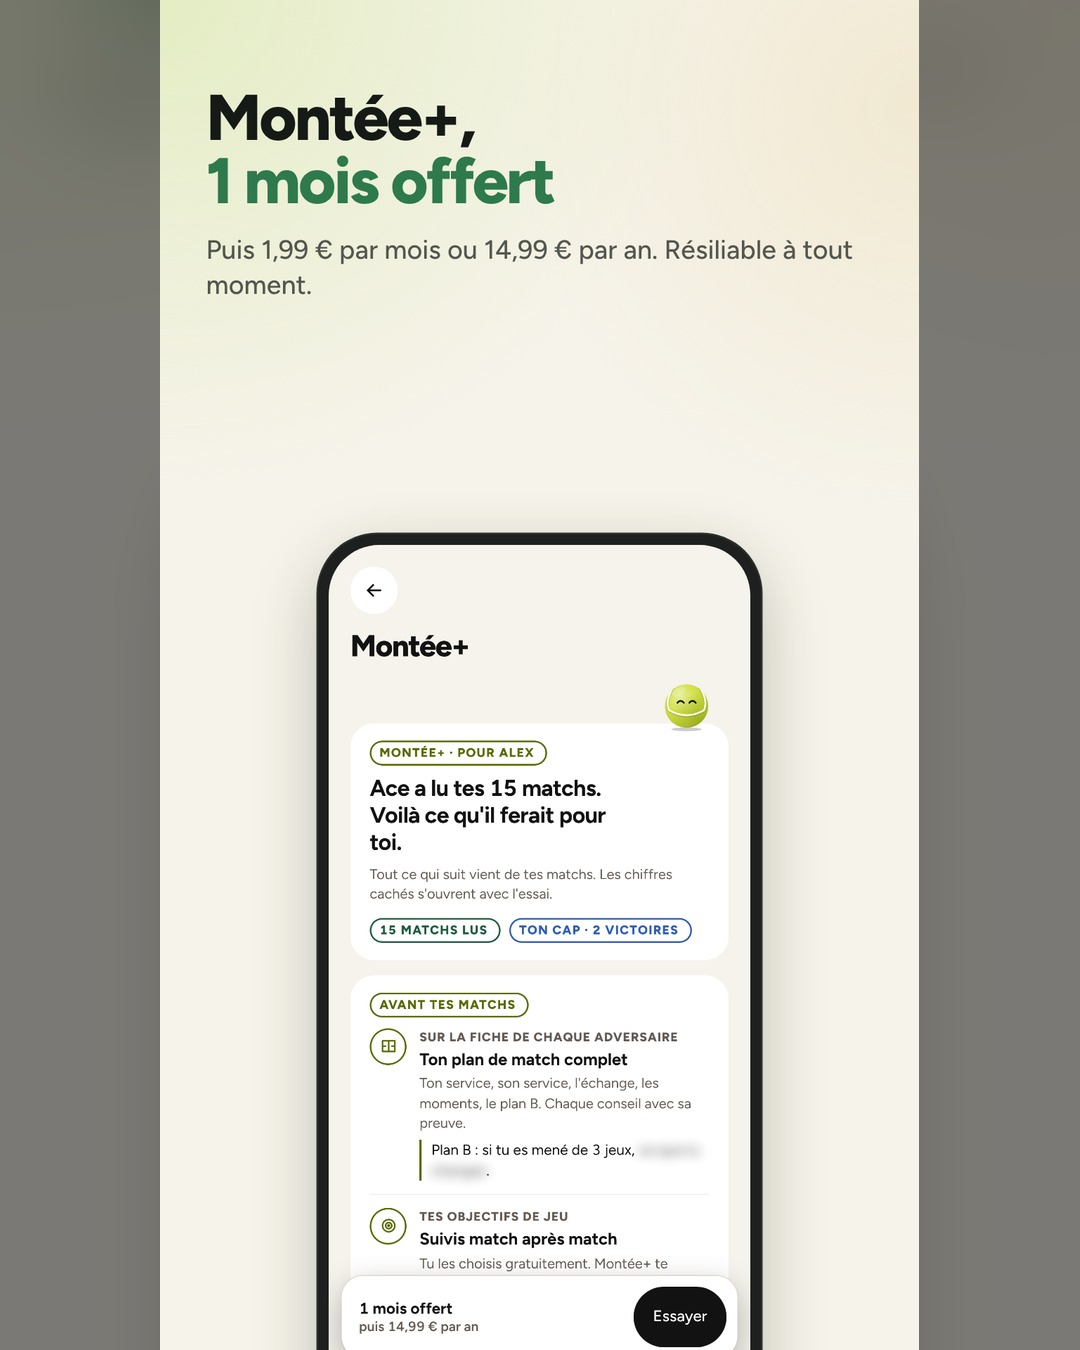 Montée+,
1 mois offert
Puis 1,99 € par mois ou 14,99 € par an. Résiliable à tout
moment.
Montée+
MONTÉE+ · POUR ALEX
Ace a lu tes 15 matchs.
Voilà ce qu'il ferait pour
toi.
Tout ce qui suit vient de tes matchs. Les chiffres
cachés s'ouvrent avec l'essai.
15 MATCHS LUS
TON CAP · 2 VICTOIRES
AVANT TES MATCHS
SUR LA FICHE DE CHAQUE ADVERSAIRE
Ton plan de match complet
Ton service, son service, l'échange, les
moments, le plan B. Chaque conseil avec sa
preuve.
Plan B : si tu es mené de 3 jeux,
.
TES OBJECTIFS DE JEU
Suivis match après match
Tu les choisis gratuitement. Montée+ te
1 mois offert
puis 14,99 € par an
Essayer